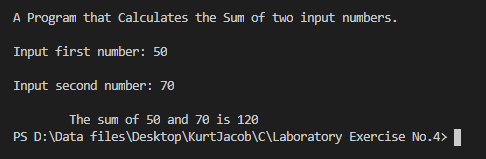 A Program that Calculates the Sum of two input numbers.
Input first number: 50
Input second number: 70
The sum of 50 and 70 is 120
PS D:\Data files\Desktop\KurtJacob\C\Laboratory Exercise No.4>